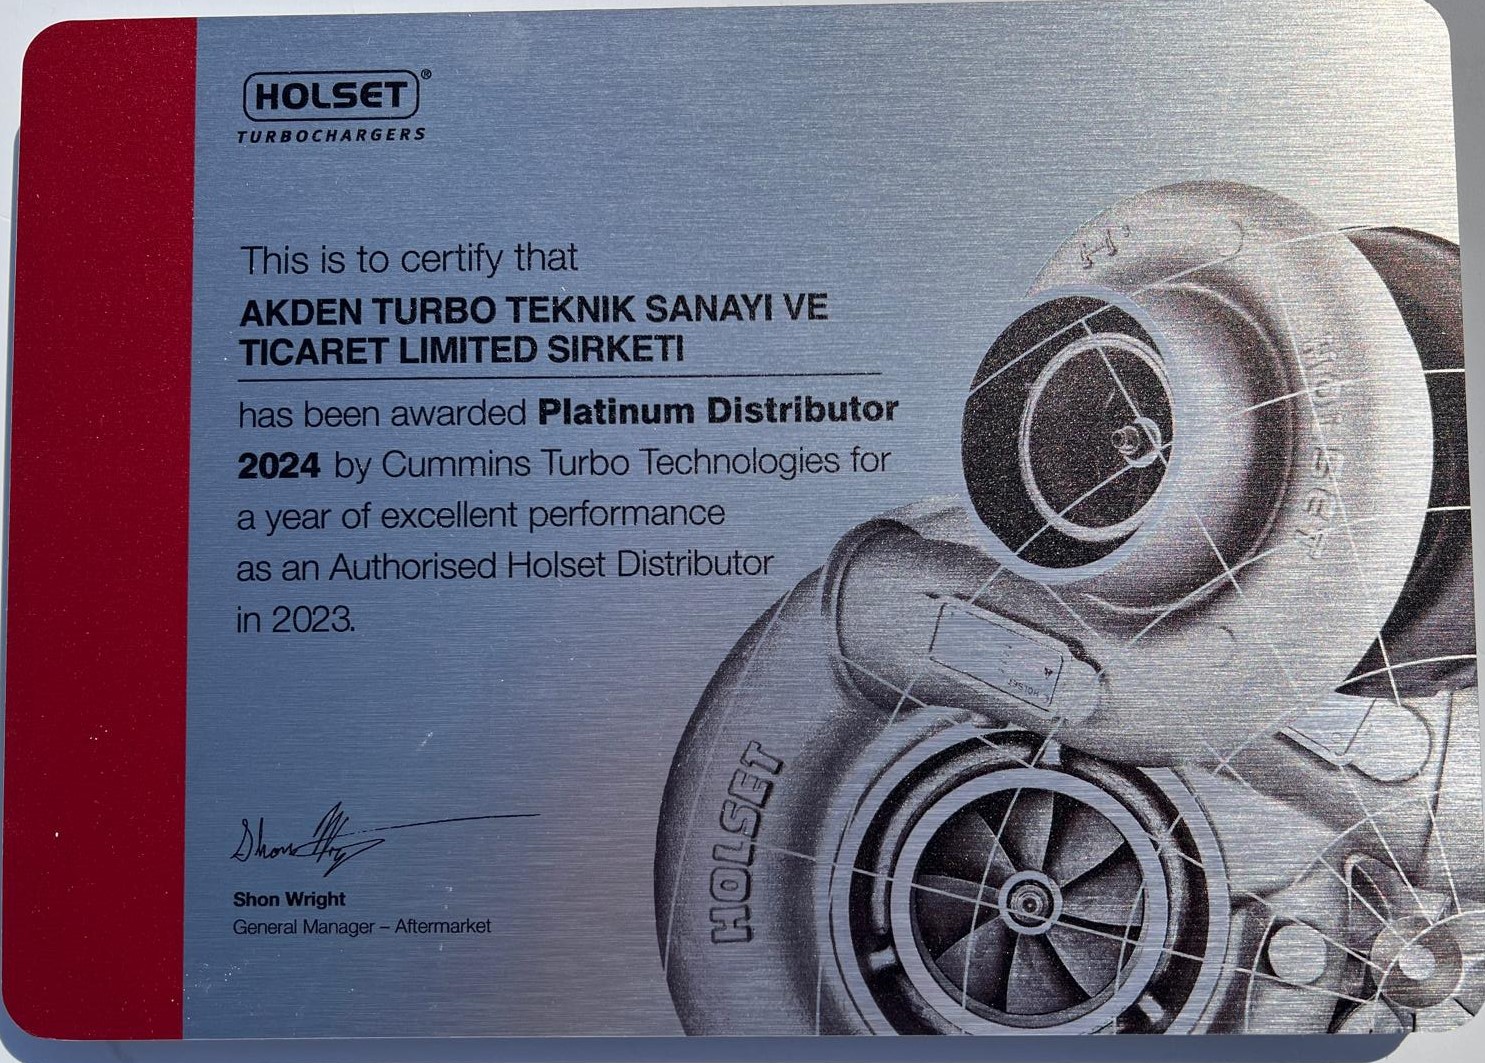 HOLSET®
TURBOCHARGERS
This is to certify that
AKDEN TURBO TEKNIK SANAYI VE
TICARET LIMITED SIRKETI
has been awarded Platinum Distributor
2024 by Cummins Turbo Technologies for
a year of excellent performance
as an Authorised Holset Distributor
in 2023.
HOLSET
Shon Wright
General Manager – Aftermarket